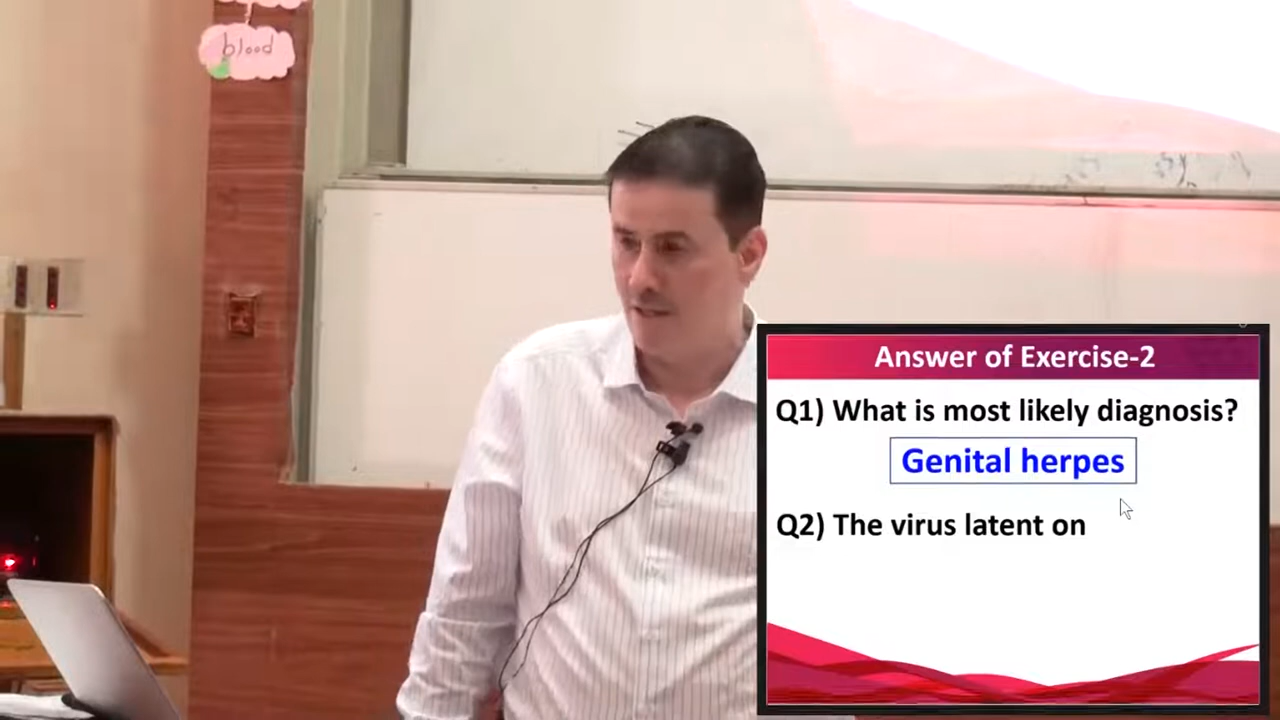 blood
Answer of Exercise-2
Q1) What is most likely diagnosis?
Genital herpes
Q2) The virus latent on